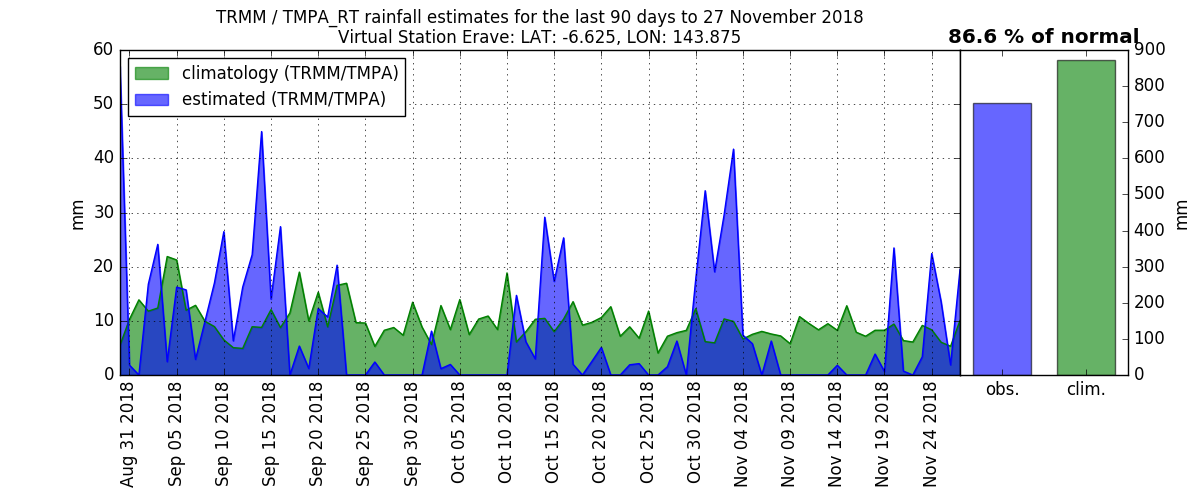 TRMM / TMPA_RT rainfall estimates for the last 90 days to 27 November 2018
Virtual Station Erave: LAT: -6.625, LON: 143.875
86.6 % of normal
climatology (TRMM/TMPA)
estimated (TRMM/TMPA)
60
50
40
30
20
10
0
mm
900
800
700
600
500
400
300
200
100
0
mm
Aug 31 2018
Sep 05 2018
Sep 10 2018
Sep 15 2018
Sep 20 2018
Sep 25 2018
Sep 30 2018
Oct 05 2018
Oct 10 2018
Oct 15 2018
Oct 20 2018
Oct 25 2018
Oct 30 2018
Nov 04 2018
Nov 09 2018
Nov 14 2018
Nov 19 2018
Nov 24 2018
obs.
clim.